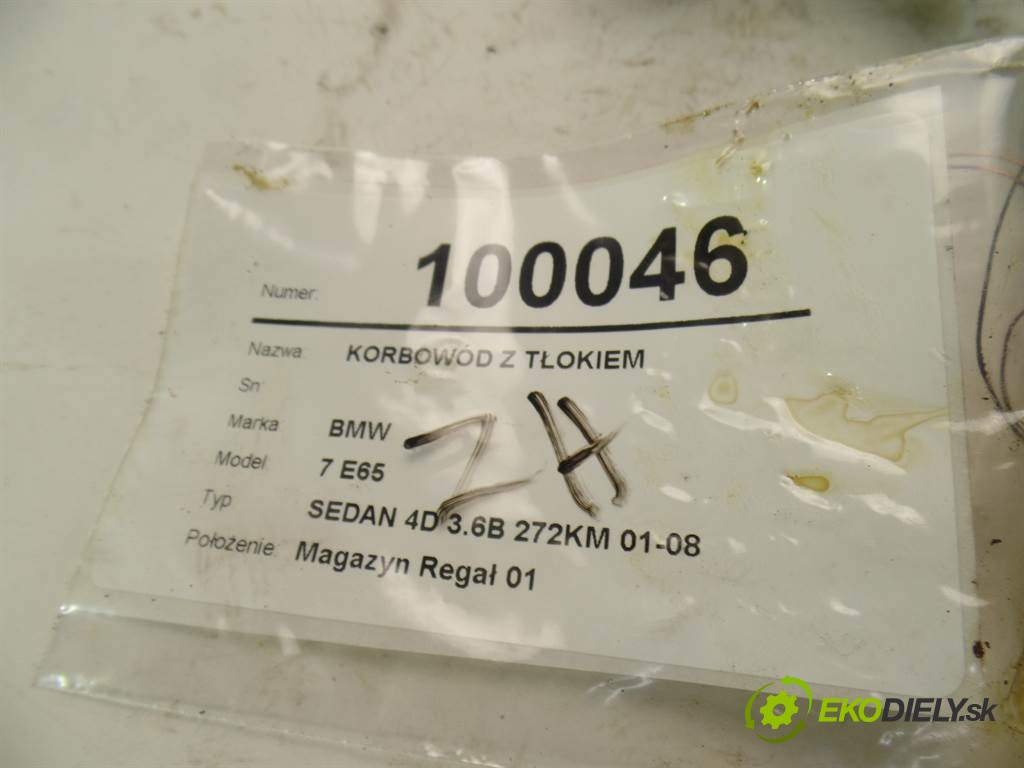 Numer: 100046
Nazwa: KORBOWÓD Z TŁOKIEM
Sn:
Marka: BMW
Model: 7 E65
Typ SEDAN 4D 3.6B 272KM 01-08
Położenie: Magazyn Regał 01
EKODIELY.sk